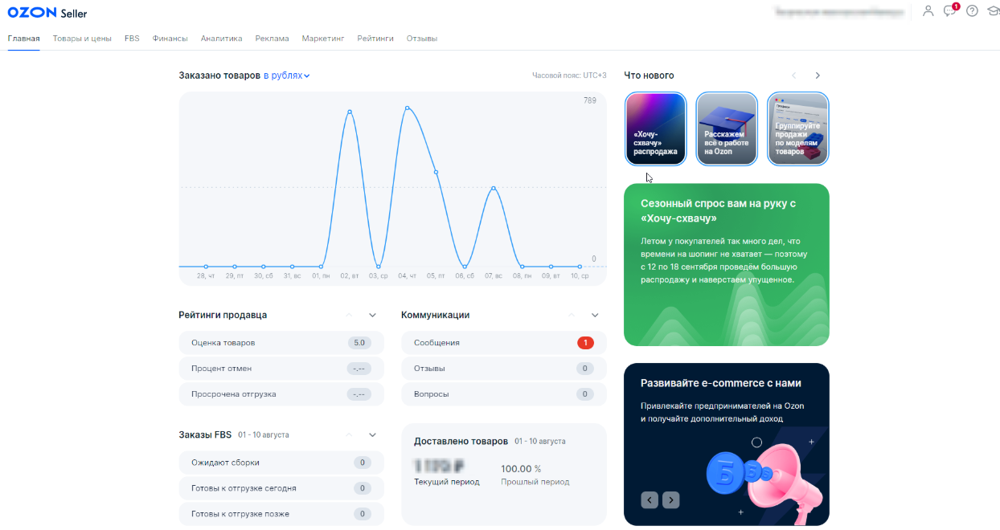 OZON Seller
1
Главная Товары и цены FBS Финансы Аналитика Реклама Маркетинг Рейтинги Отзывы
Заказано товаров в рублях
Часовой пояс: UTC+3
789
0
28, чт 29, пт 30, сб 31, вс 01, пн 02, вт 03, ср 04, чт 05, пт 06, сб 07, вс 08, пн 09, вт 10, ср
Рейтинги продавца
Оценка товаров 5.0
Процент отмен -.--
Просрочена отгрузка -.--
Коммуникации
Сообщения 1
Отзывы 0
Вопросы 0
Заказы FBS 01 - 10 августа
Ожидают сборки 0
Готовы к отгрузке сегодня 0
Готовы к отгрузке позже 0
Доставлено товаров 01 - 10 августа
100.00 %
Текущий период Прошлый период
Что нового
«Хочу-
схвачу»
распродажа
Расскажем
всё о работе
на Ozon
Группируйте
продажи
по моделям
товаров
Сезонный спрос вам на руку с
«Хочу-схвачу»
Летом у покупателей так много дел, что
времени на шопинг не хватает — поэтому
с 12 по 18 сентября проведём большую
распродажу и наверстаем упущенное.
Развивайте e-commerce с нами
Привлекайте предпринимателей на Ozon
и получайте дополнительный доход
Б
Б